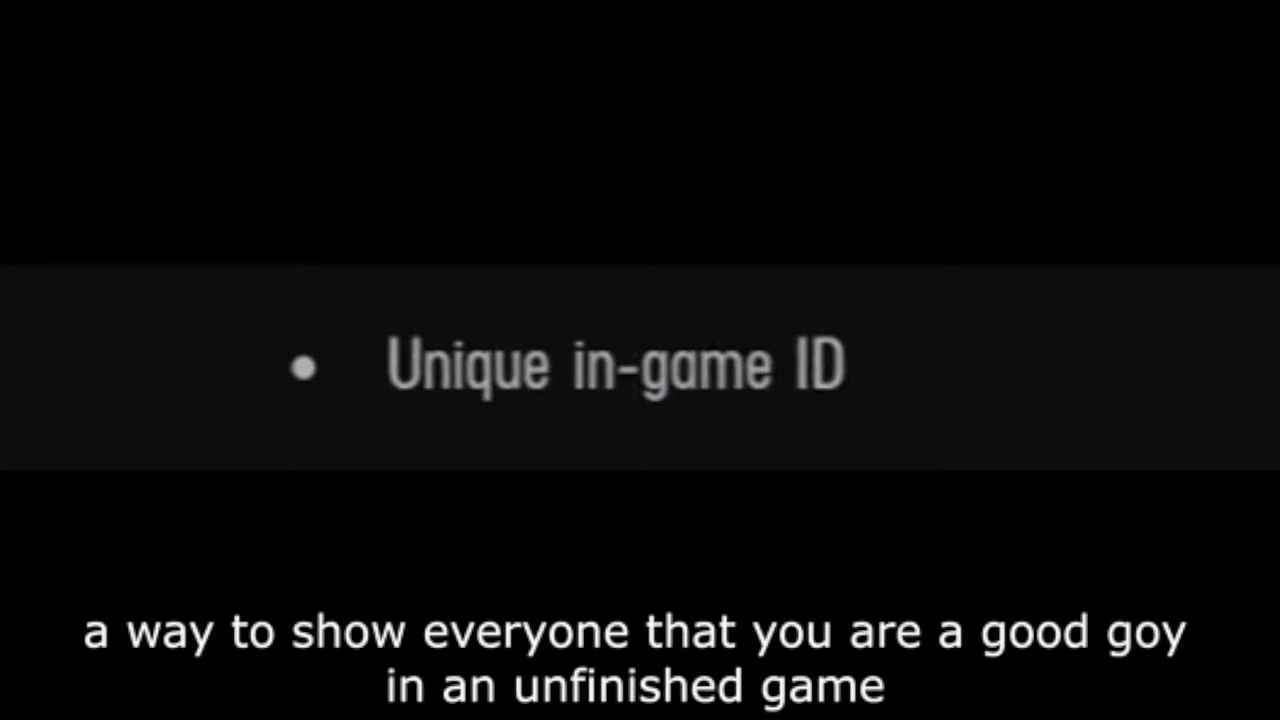 • Unique in-game ID
a way to show everyone that you are a good goy
in an unfinished game